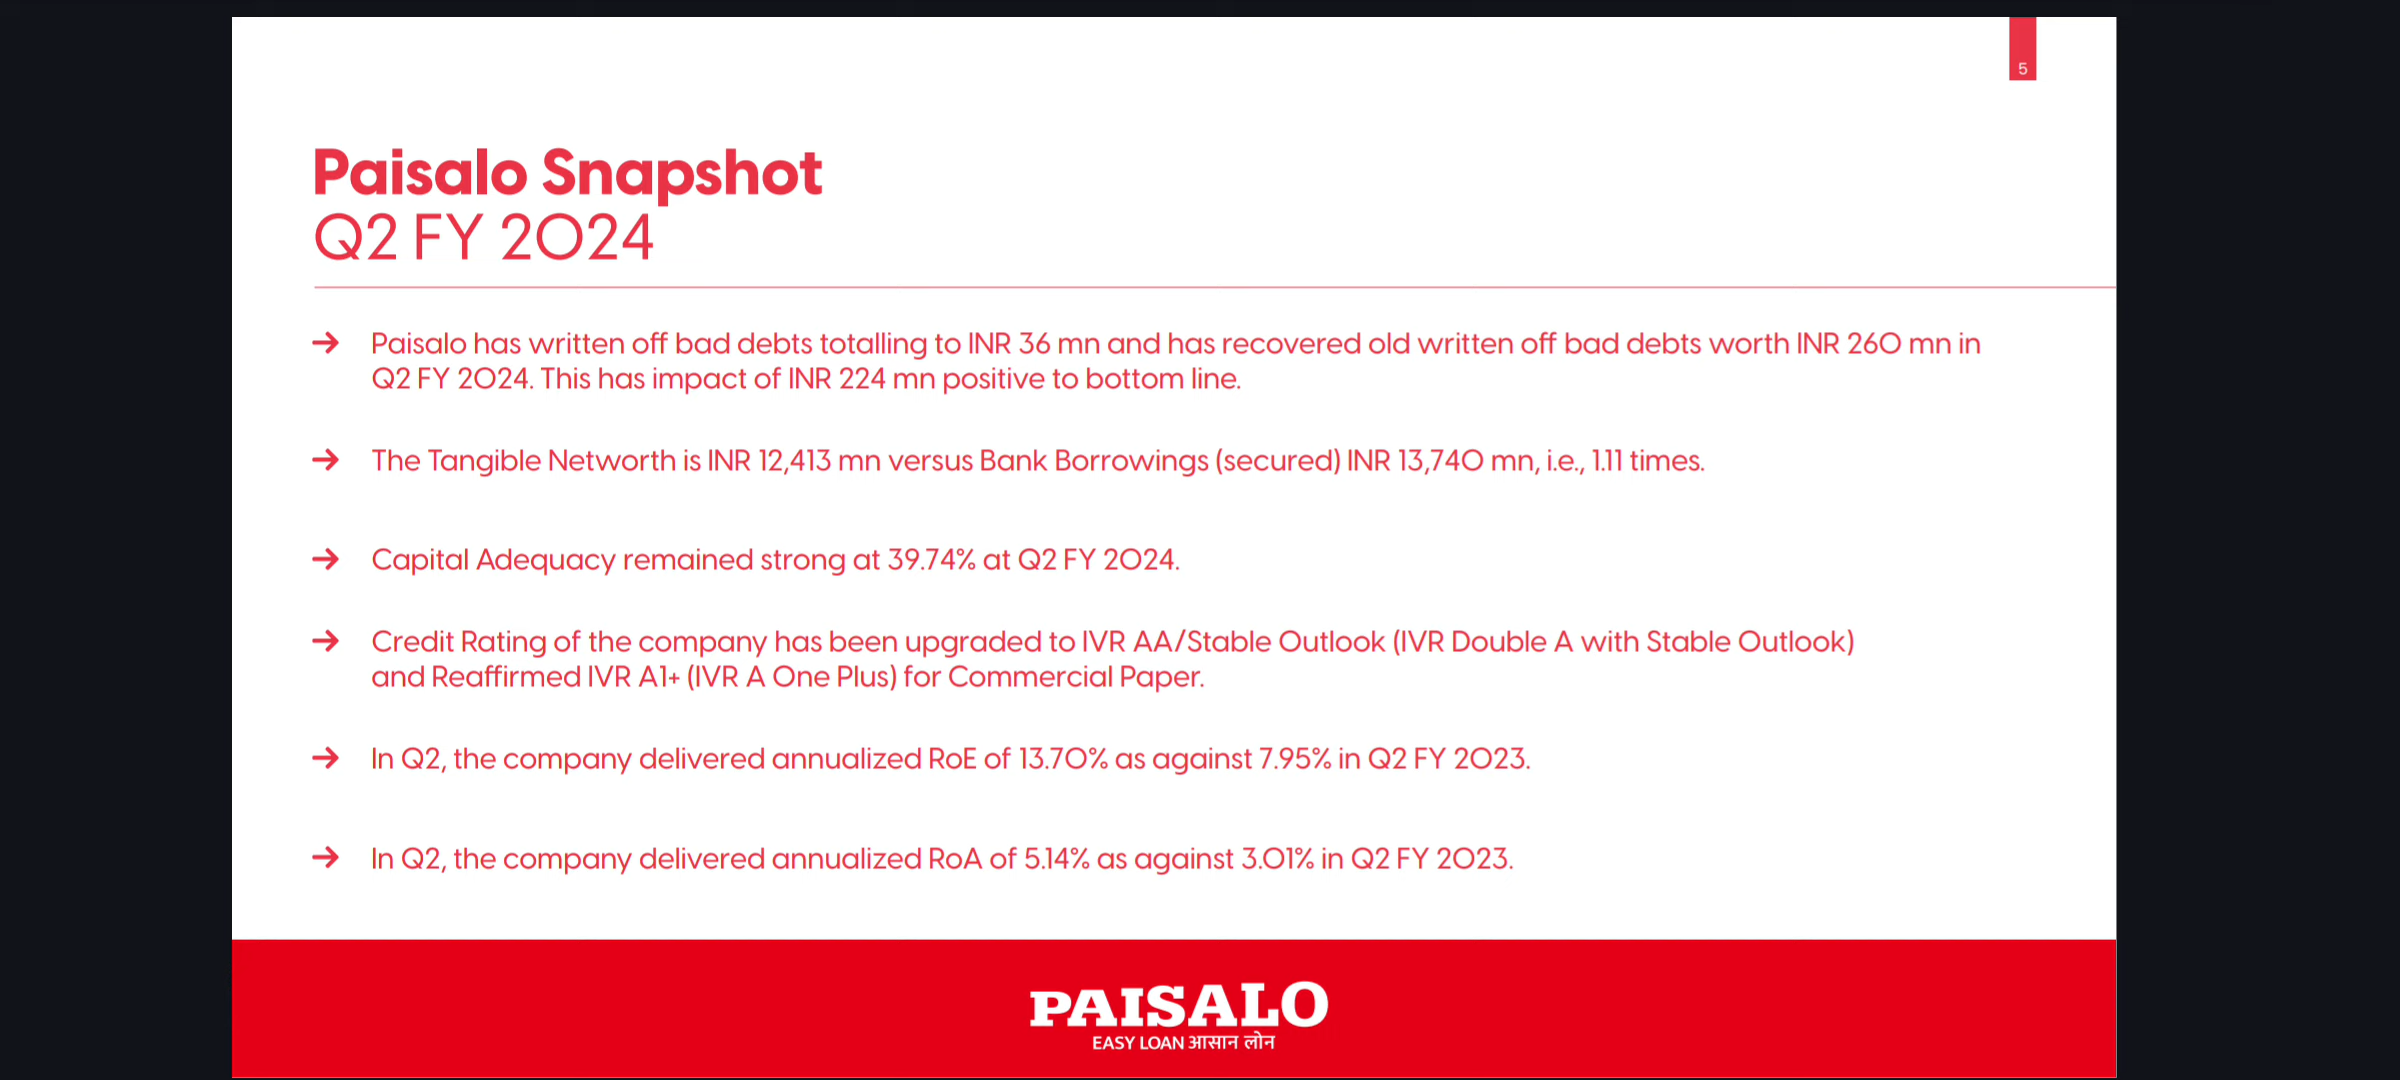 5
Paisalo Snapshot
Q2 FY 2024
→ Paisalo has written off bad debts totalling to INR 36 mn and has recovered old written off bad debts worth INR 260 mn in
Q2 FY 2024. This has impact of INR 224 mn positive to bottom line.
→ The Tangible Networth is INR 12,413 mn versus Bank Borrowings (secured) INR 13,740 mn, i.e., 1.11 times.
→ Capital Adequacy remained strong at 39.74% at Q2 FY 2024.
→ Credit Rating of the company has been upgraded to IVR AA/Stable Outlook (IVR Double A with Stable Outlook)
and Reaffirmed IVR A1+ (IVR A One Plus) for Commercial Paper.
→ In Q2, the company delivered annualized RoE of 13.70% as against 7.95% in Q2 FY 2023.
→ In Q2, the company delivered annualized RoA of 5.14% as against 3.01% in Q2 FY 2023.
PAISALO
EASY LOAN आसान लोन